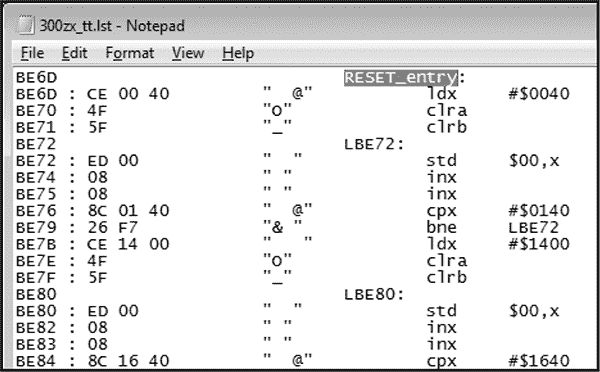 300zx_tt.lst - Notepad
File Edit Format View Help
BE6D RESET_entry:
BE6D : CE 00 40 " @" ldx #$0040
BE70 : 4F "O" clra
BE71 : 5F "_" clrb
BE72 LBE72:
BE72 : ED 00 " " std $00,x
BE74 : 08 " " inx
BE75 : 08 " " inx
BE76 : 8C 01 40 " @" cpx #$0140
BE79 : 26 F7 "& " bne LBE72
BE7B : CE 14 00 " " ldx #$1400
BE7E : 4F "O" clra
BE7F : 5F "_" clrb
BE80 LBE80:
BE80 : ED 00 " " std $00,x
BE82 : 08 " " inx
BE83 : 08 " " inx
BE84 : 8C 16 40 " @" cpx #$1640